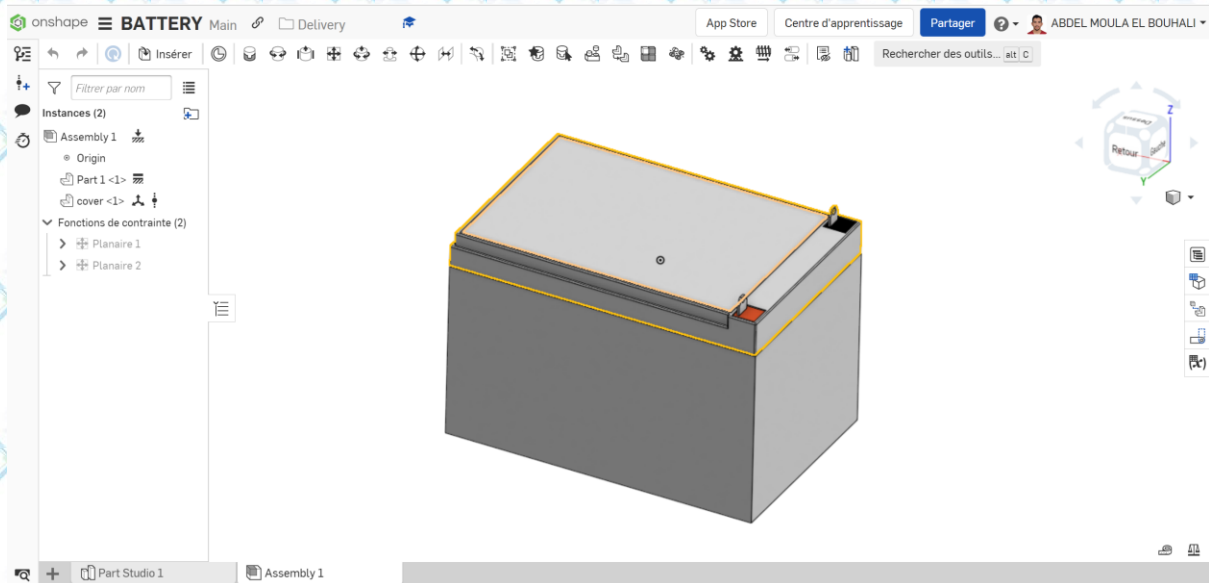 onshape BATTERY Main Delivery App Store Centre d'apprentissage Partager ABDEL MOULA EL BOUHALI
Insérer Rechercher des outils... alt C
Filtrer par nom
Instances (2)
Assembly 1
Origin
Part 1 <1>
cover <1>
Fonctions de contrainte (2)
Planaire 1
Planaire 2
Dessous
Z
Retour Gauche
Y
(x)
Part Studio 1 Assembly 1